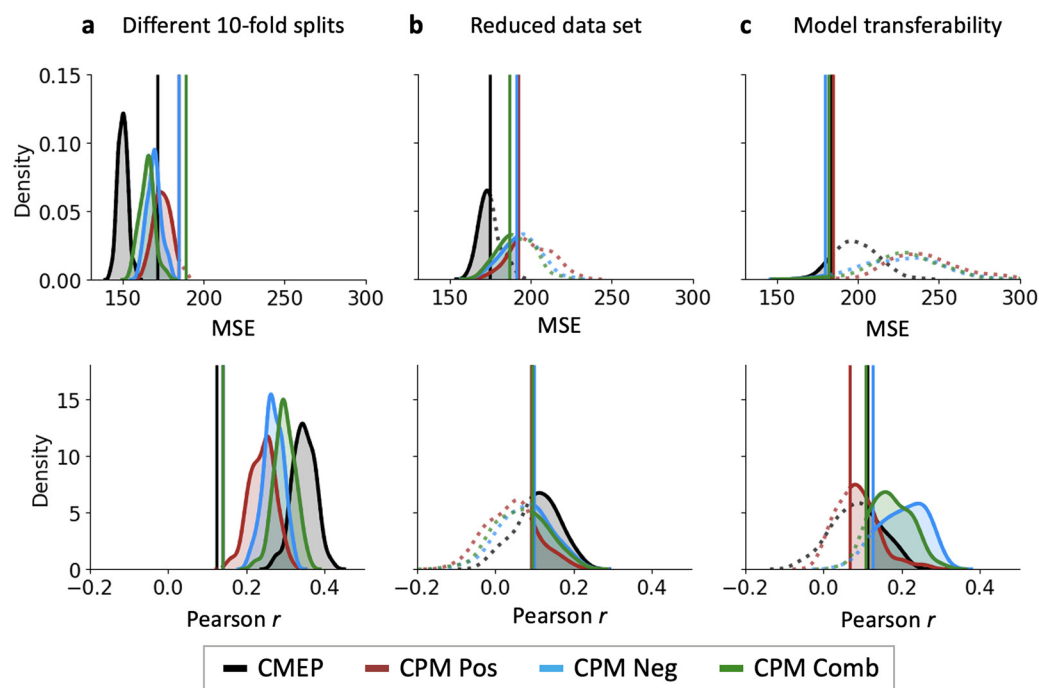 a Different 10-fold splits
b Reduced data set
c Model transferability
Density
0.15
0.10
0.05
0.00
150 200 250 300
MSE
150 200 250 300
MSE
150 200 250 300
MSE
Density
15
10
5
0
−0.2 0.0 0.2 0.4
Pearson r
−0.2 0.0 0.2 0.4
Pearson r
−0.2 0.0 0.2 0.4
Pearson r
CMEP CPM Pos CPM Neg CPM Comb